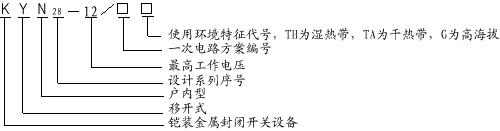 KYN28-12/□□
使用环境特征代号，TH为湿热带，TA为干热带，G为高海拔
一次电路方案编号
最高工作电压
设计系列序号
户内型
移开式
铠装金属封闭开关设备